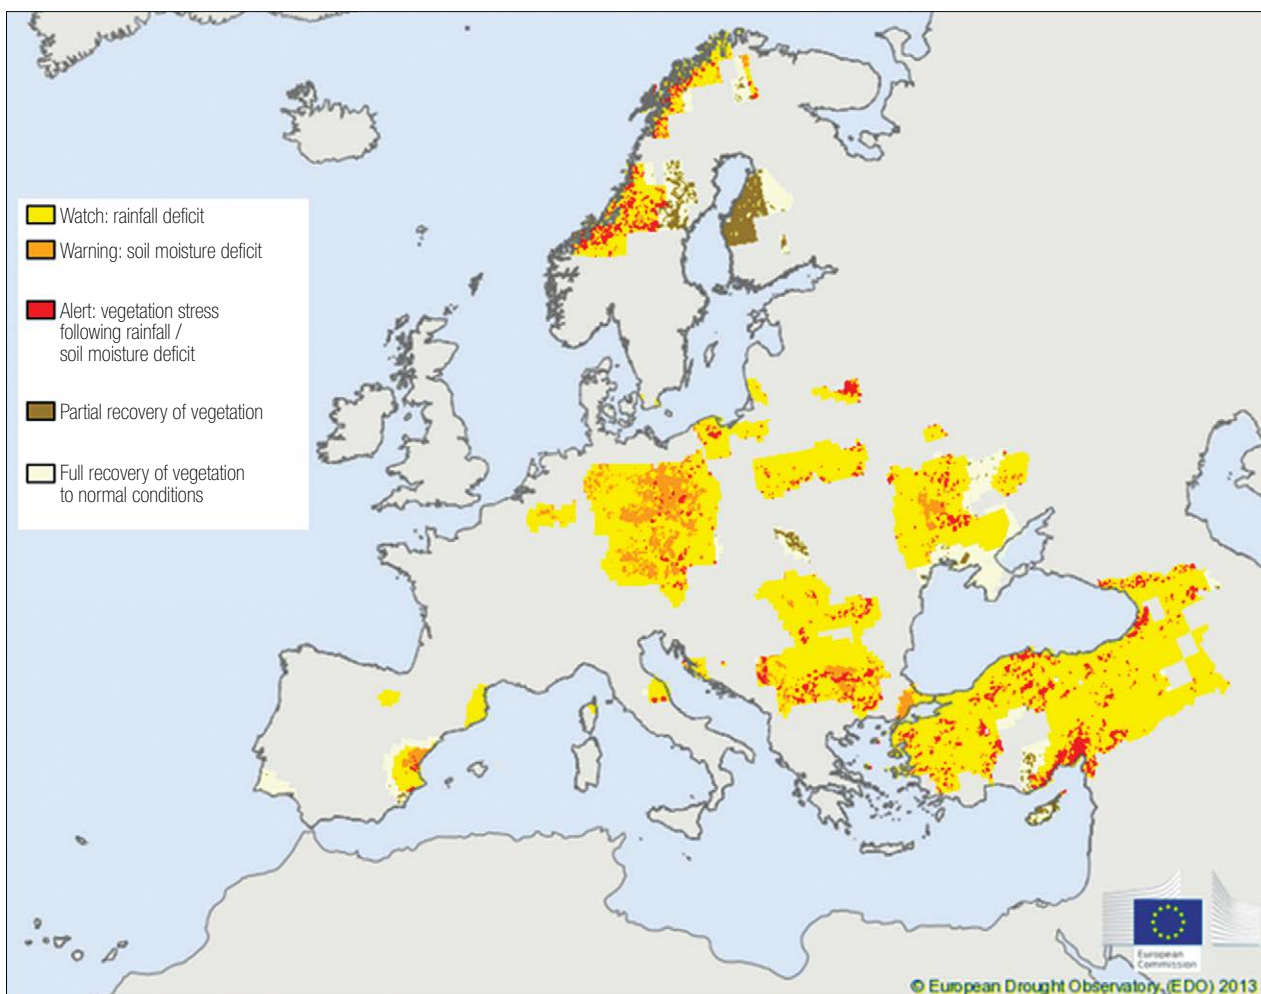 Watch: rainfall deficit
Warning: soil moisture deficit
Alert: vegetation stress
following rainfall /
soil moisture deficit
Partial recovery of vegetation
Full recovery of vegetation
to normal conditions
European
Commission
© European Drought Observatory (EDO) 2013